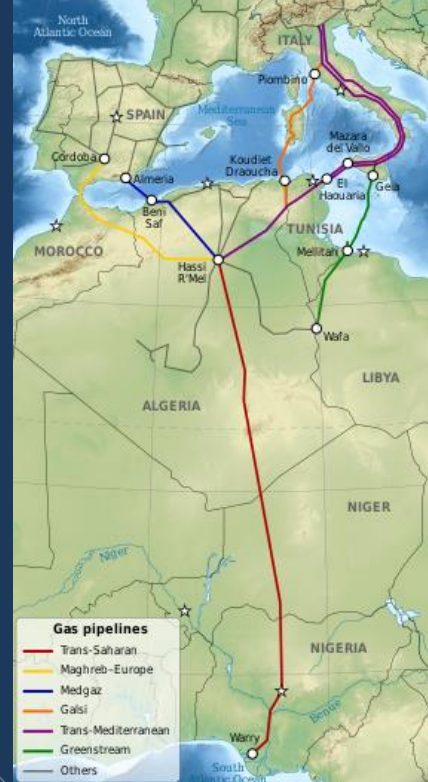 North
Atlantic Ocean
ITALY
Piombino
SPAIN
Mediterranean
Sea
Mazara
del Vallo
Córdoba
Koudiet
Draoucha
Almeria
El
Haouaria
Gela
Beni
Saf
TUNISIA
MOROCCO
Mellitah
Hassi
R'Mel
Wafa
LIBYA
ALGERIA
NIGER
Niger
NIGERIA
Benue
Warry
South
Atlantic Ocean
Gas pipelines
Trans-Saharan
Maghreb–Europe
Medgaz
Galsi
Trans-Mediterranean
Greenstream
Others